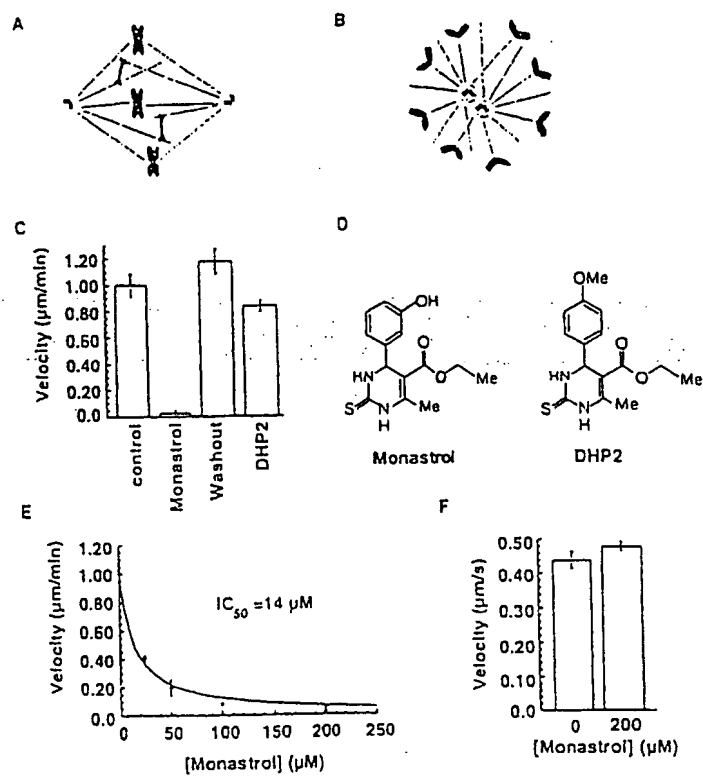 A
B
C
Velocity (µm/min)
1.20
1.00
0.80
0.60
0.40
0.20
0.0
control
Monastrol
Washout
DHP2
D
OH
O
O
Me
HN
S
N
H
Me
Monastrol
OMe
O
O
Me
HN
S
N
H
Me
DHP2
E
Velocity (µm/min)
1.20
1.00
0.80
0.60
0.40
0.20
0.0
IC50 =14 µM
0 50 100 150 200 250
[Monastrol] (µM)
F
Velocity (µm/s)
0.50
0.40
0.30
0.20
0.10
0.0
0 200
[Monastrol] (µM)